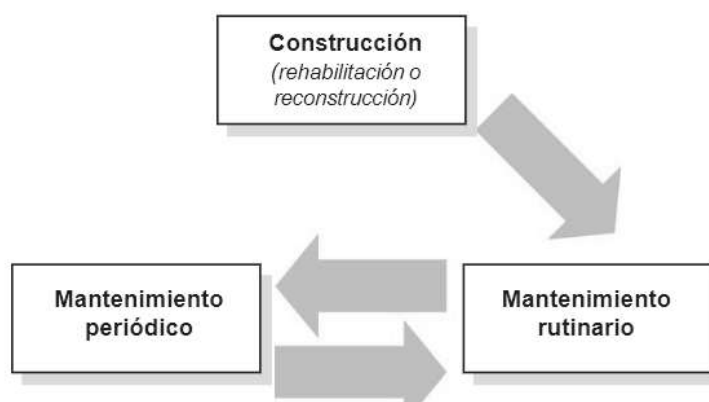 Construcción
(rehabilitación o
reconstrucción)
Mantenimiento
periódico
Mantenimiento
rutinario